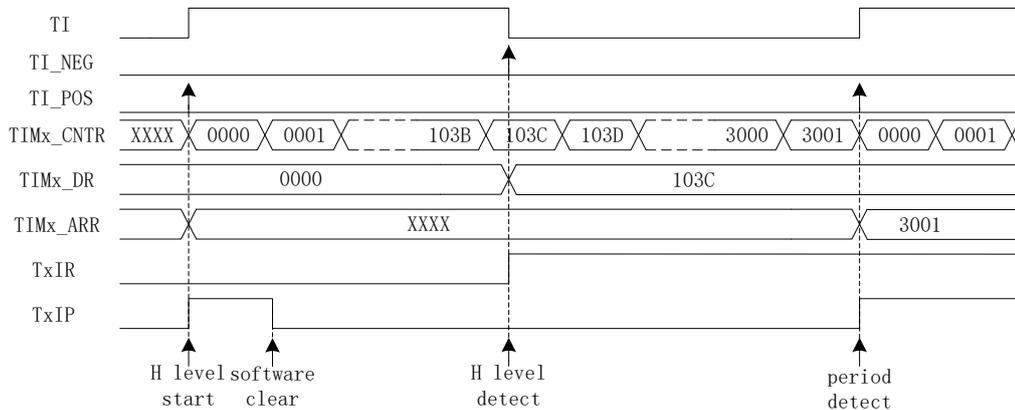 TI
TI_NEG
TI_POS
TIMx_CNTR XXXX 0000 0001 103B 103C 103D 3000 3001 0000 0001
TIMx_DR 0000 103C
TIMx_ARR XXXX 3001
TxIR
TxIP
H level software H level period
start clear detect detect